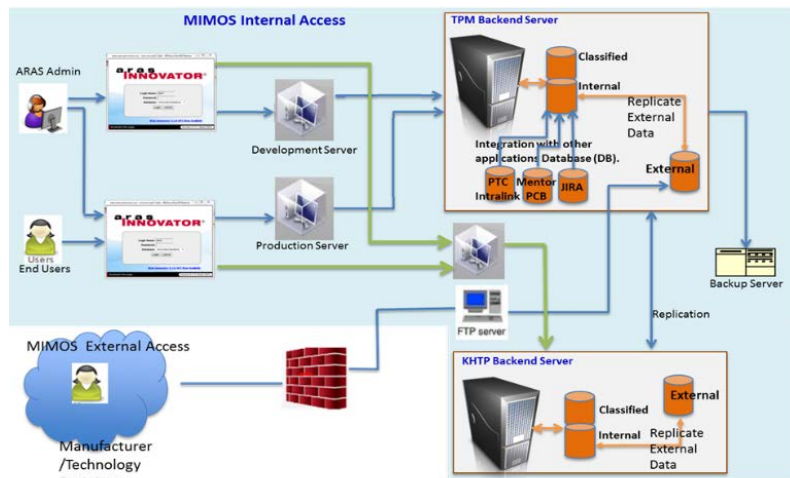 MIMOS Internal Access
TPM Backend Server
ARAS Admin
aras
INNOVATOR®
Classified
Internal
Development Server
Replicate
External
Data
Integration with other
applications Database (DB).
PTC
Intralink
Mentor
PCB
JIRA
External
aras
INNOVATOR®
Production Server
Users
End Users
Backup Server
FTP server
Replication
MIMOS External Access
KHTP Backend Server
Classified
Internal
External
Replicate
External
Data
Manufacturer
/Technology